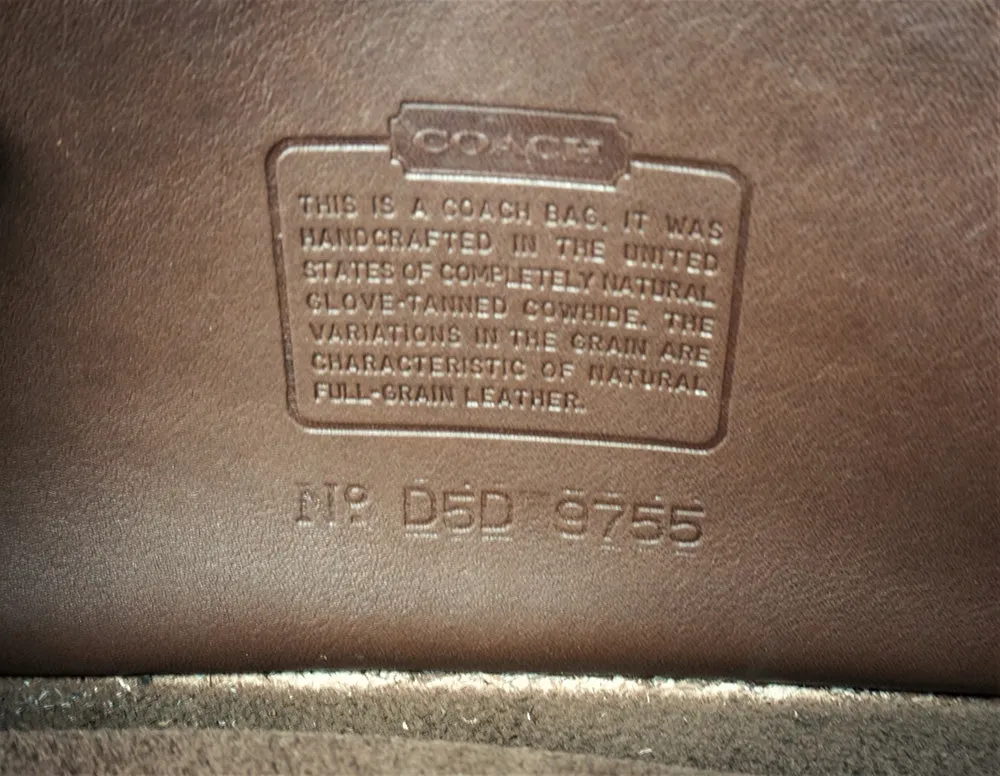 COACH
THIS IS A COACH BAG. IT WAS
HANDCRAFTED IN THE UNITED
STATES OF COMPLETELY NATURAL
GLOVE-TANNED COWHIDE. THE
VARIATIONS IN THE GRAIN ARE
CHARACTERISTIC OF NATURAL
FULL-GRAIN LEATHER.
Nº D5D 9755